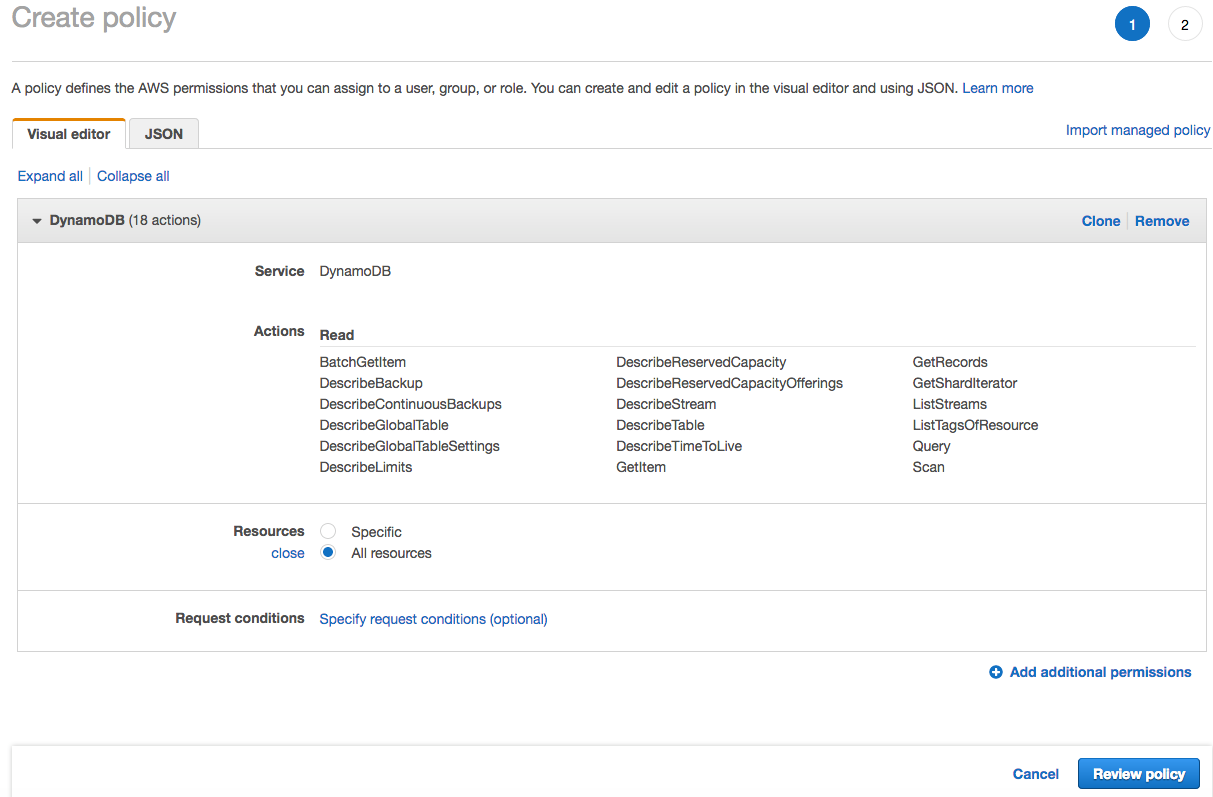 Create policy
1
2
A policy defines the AWS permissions that you can assign to a user, group, or role. You can create and edit a policy in the visual editor and using JSON. Learn more
Visual editor
JSON
Import managed policy
Expand all
Collapse all
DynamoDB (18 actions)
Clone
Remove
Service
DynamoDB
Actions
Read
BatchGetItem
DescribeBackup
DescribeContinuousBackups
DescribeGlobalTable
DescribeGlobalTableSettings
DescribeLimits
DescribeReservedCapacity
DescribeReservedCapacityOfferings
DescribeStream
DescribeTable
DescribeTimeToLive
GetItem
GetRecords
GetShardIterator
ListStreams
ListTagsOfResource
Query
Scan
Resources
close
Specific
All resources
Request conditions
Specify request conditions (optional)
Add additional permissions
Cancel
Review policy